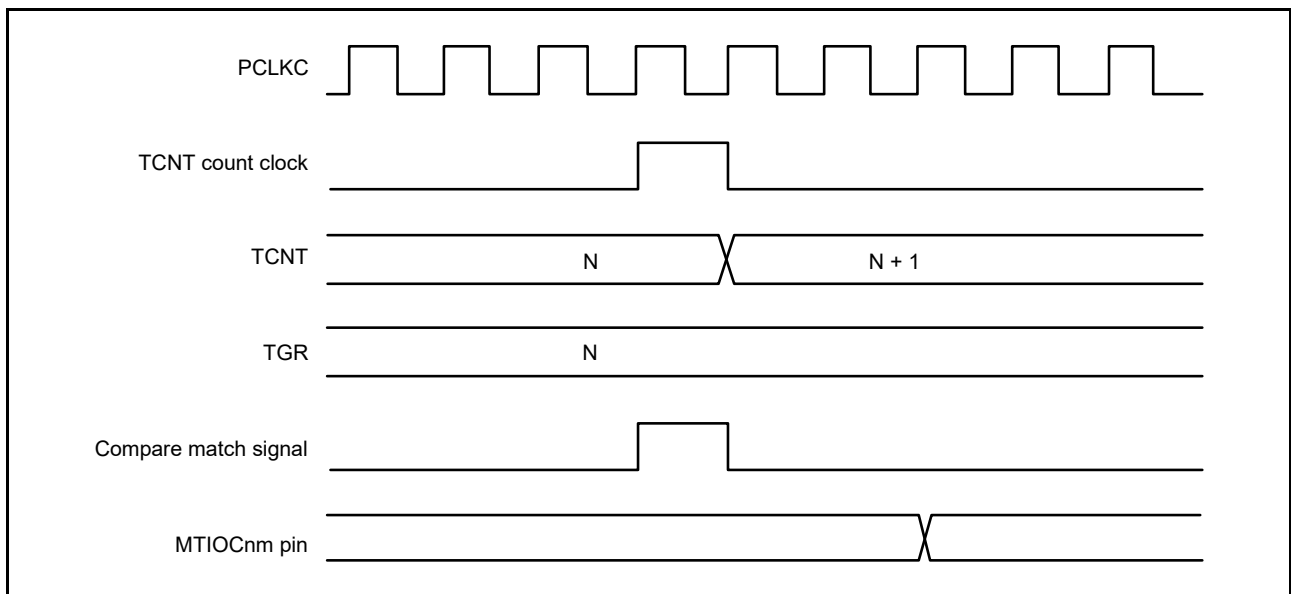 PCLKC
TCNT count clock
TCNT
N
N + 1
TGR
N
Compare match signal
MTIOCnm pin